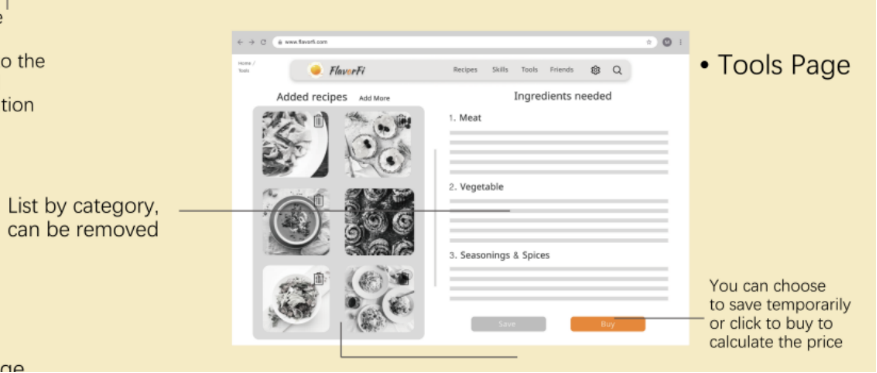 e
o the
tion
List by category,
can be removed
ge
www.flavorfi.com
Home /
Tools
FlavorFi
Recipes Skills Tools Friends
Added recipes Add More
Ingredients needed
1. Meat
2. Vegetable
3. Seasonings & Spices
Save Buy
• Tools Page
You can choose
to save temporarily
or click to buy to
calculate the price